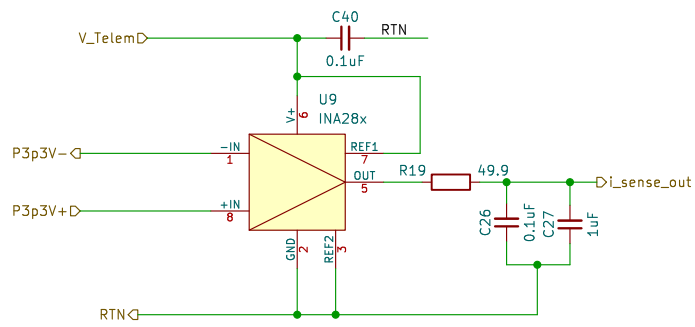 C40
RTN
V_Telem
0.1uF
U9
INA28x
V+
6
-IN
1
REF1
7
P3p3V-
OUT
5
R19
49.9
i_sense_out
P3p3V+
+IN
8
C26
0.1uF
C27
1uF
GND
2
REF2
3
RTN